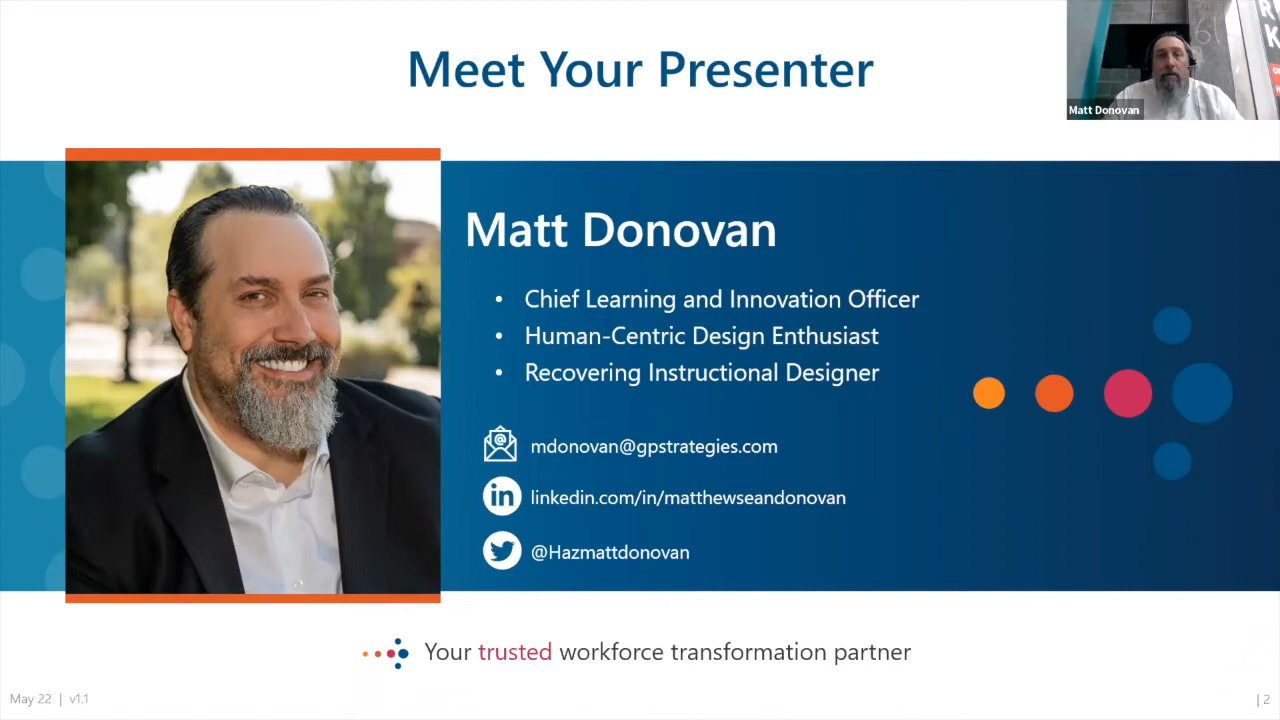 Meet Your Presenter
Matt Donovan
Matt Donovan
• Chief Learning and Innovation Officer
• Human-Centric Design Enthusiast
• Recovering Instructional Designer
mdonovan@gpstrategies.com
in linkedin.com/in/matthewseandonovan
@Hazmattdonovan
Your trusted workforce transformation partner
May 22 | v1.1
| 2